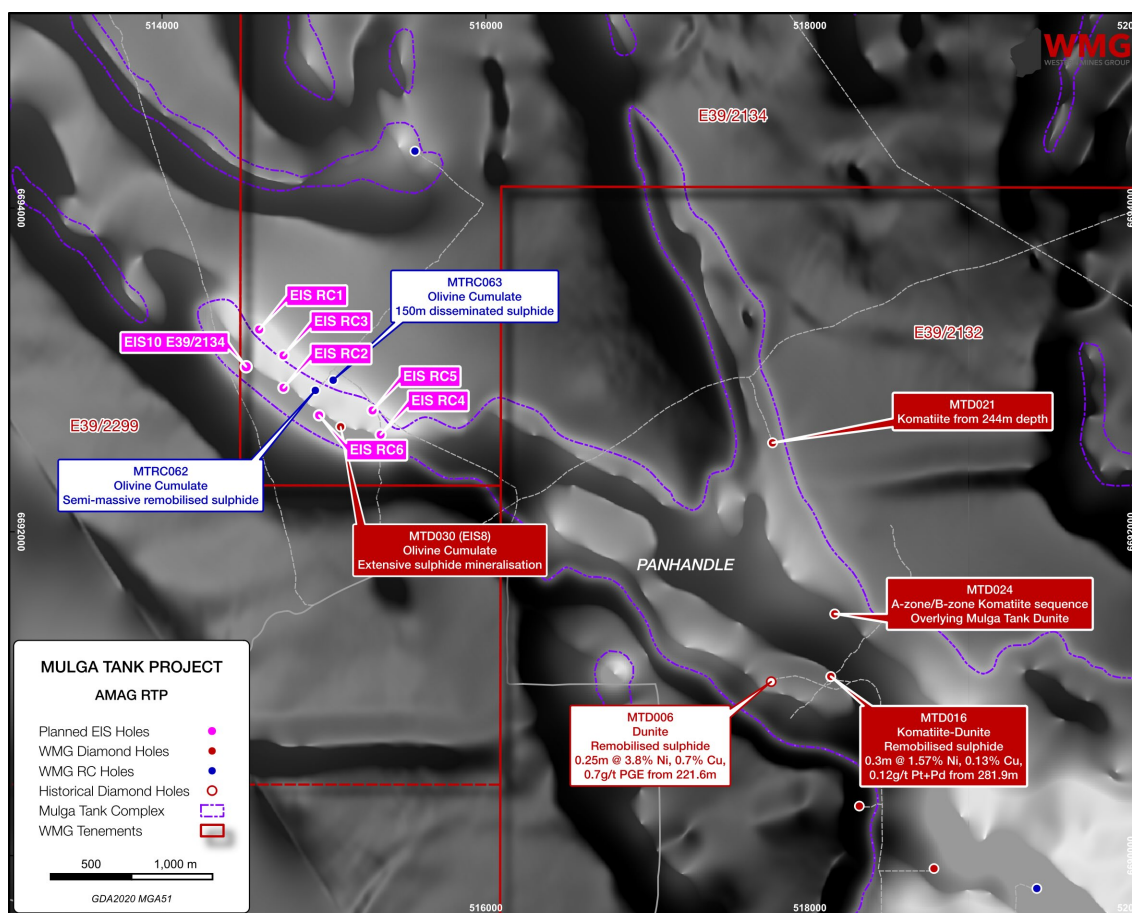 514000
516000
518000
WMG
E39/2134
6694000
6694000
MTRC063
Olivine Cumulate
150m disseminated sulphide
EIS RC1
EIS RC3
EIS10 E39/2134
EIS RC2
E39/2132
EIS RC5
EIS RC4
MTD021
Komatiite from 244m depth
E39/2299
EIS RC6
MTRC062
Olivine Cumulate
Semi-massive remobilised sulphide
6692000
6692000
MTD030 (EIS8)
Olivine Cumulate
Extensive sulphide mineralisation
PANHANDLE
MTD024
A-zone/B-zone Komatiite sequence
Overlying Mulga Tank Dunite
MULGA TANK PROJECT
AMAG RTP
Planned EIS Holes
WMG Diamond Holes
WMG RC Holes
Historical Diamond Holes
Mulga Tank Complex
WMG Tenements
500
1,000 m
GDA2020 MGA51
MTD006
Dunite
Remobilised sulphide
0.25m @ 3.8% Ni, 0.7% Cu,
0.7g/t PGE from 221.6m
MTD016
Komatiite-Dunite
Remobilised sulphide
0.3m @ 1.57% Ni, 0.13% Cu,
0.12g/t Pt+Pd from 281.9m
516000
518000